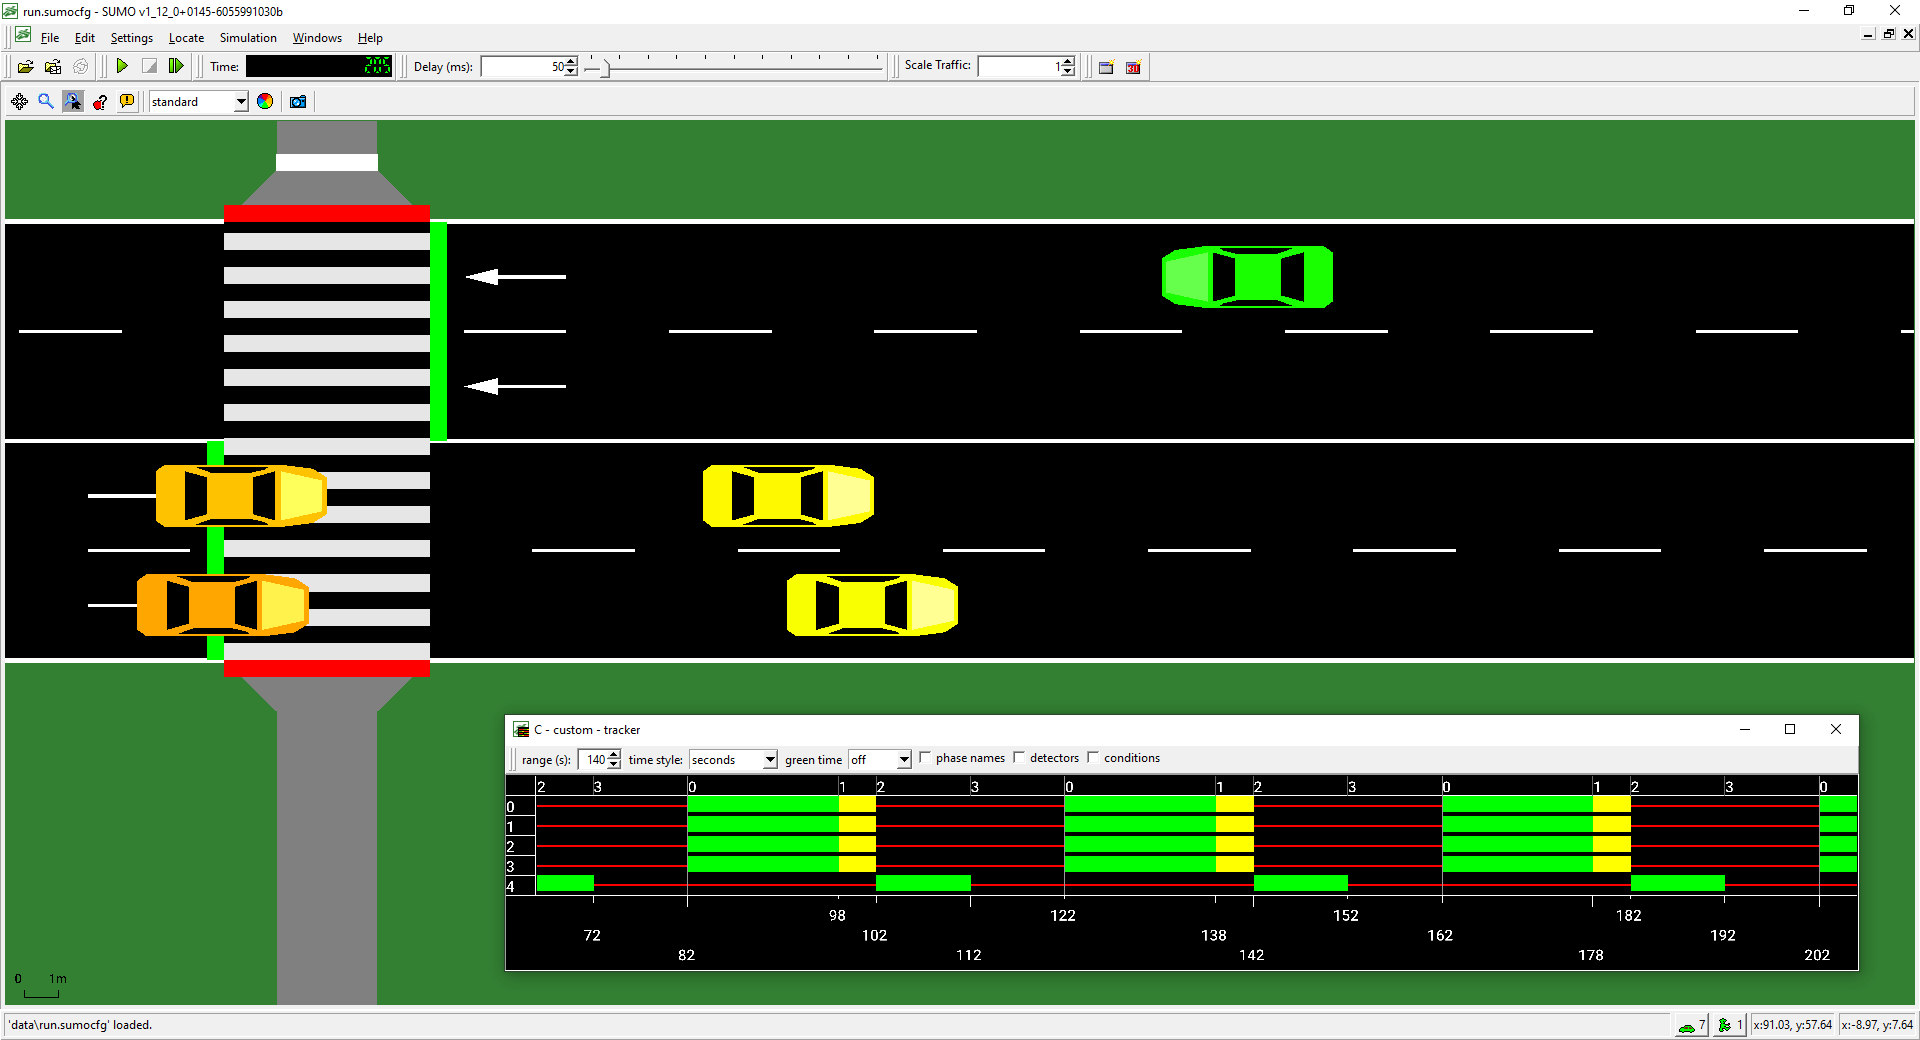 run.sumocfg - SUMO v1_12_0+0145-6055991030b
File Edit Settings Locate Simulation Windows Help
Time: 205 Delay (ms): 50 Scale Traffic: 1
standard
C - custom - tracker
range (s): 140 time style: seconds green time off phase names detectors conditions
2 3 0 1 2 3 0 1 2 3 0 1 2 3 0
0
1
2
3
4
98 122 152 182
72 102 138 162 192
82 112 142 178 202
0 1m
'data\run.sumocfg' loaded. 7 1 x:91.03, y:57.64 x:-8.97, y:7.64